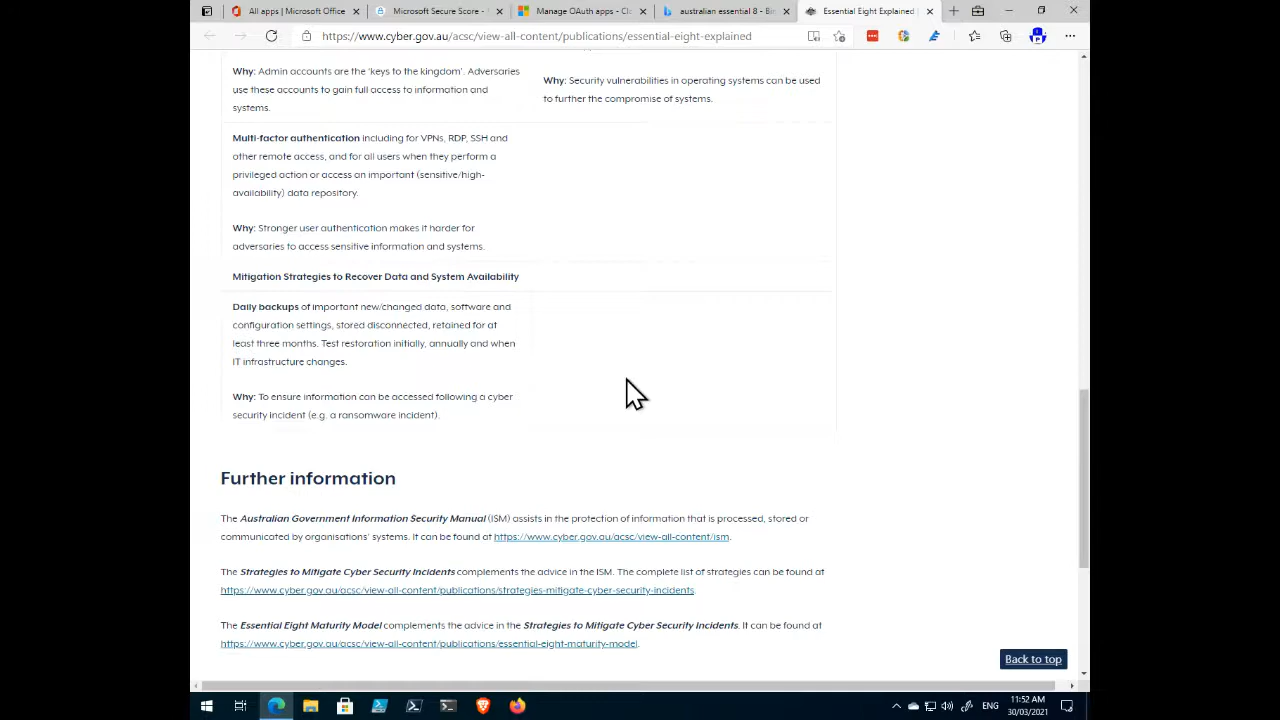 All apps | Microsoft Office
Microsoft Secure Score -
Manage OAuth apps - Cl
australian essential 8 - Bin
Essential Eight Explained |
https://www.cyber.gov.au/acsc/view-all-content/publications/essential-eight-explained
Why: Admin accounts are the 'keys to the kingdom'. Adversaries
use these accounts to gain full access to information and
systems.
Why: Security vulnerabilities in operating systems can be used
to further the compromise of systems.
Multi-factor authentication including for VPNs, RDP, SSH and
other remote access, and for all users when they perform a
privileged action or access an important (sensitive/high-
availability) data repository.
Why: Stronger user authentication makes it harder for
adversaries to access sensitive information and systems.
Mitigation Strategies to Recover Data and System Availability
Daily backups of important new/changed data, software and
configuration settings, stored disconnected, retained for at
least three months. Test restoration initially, annually and when
IT infrastructure changes.
Why: To ensure information can be accessed following a cyber
security incident (e.g. a ransomware incident).
Further information
The Australian Government Information Security Manual (ISM) assists in the protection of information that is processed, stored or
communicated by organisations' systems. It can be found at https://www.cyber.gov.au/acsc/view-all-content/ism.
The Strategies to Mitigate Cyber Security Incidents complements the advice in the ISM. The complete list of strategies can be found at
https://www.cyber.gov.au/acsc/view-all-content/publications/strategies-mitigate-cyber-security-incidents.
The Essential Eight Maturity Model complements the advice in the Strategies to Mitigate Cyber Security Incidents. It can be found at
https://www.cyber.gov.au/acsc/view-all-content/publications/essential-eight-maturity-model.
Back to top
ENG
11:52 AM
30/03/2021